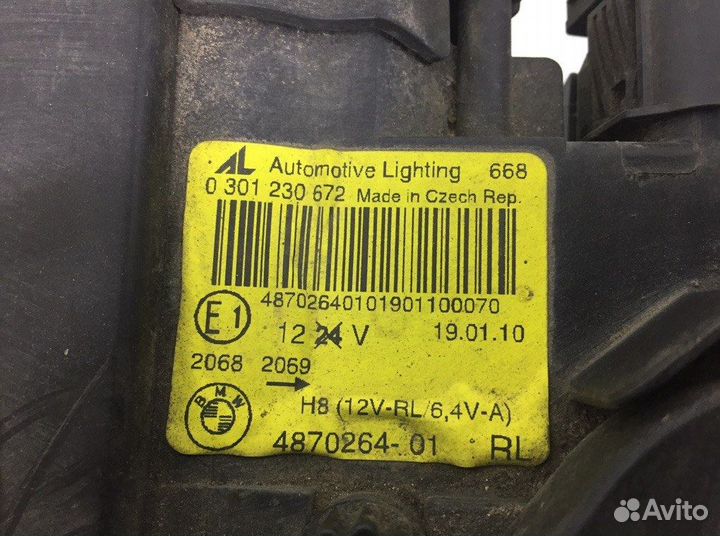 AL Automotive Lighting 668
0 301 230 672 Made in Czech Rep.
48702640101901100070
E1 12 24 V 19.01.10
2068 2069
BMW H8 (12V-RL/6,4V-A)
4870264-01 RL
Avito